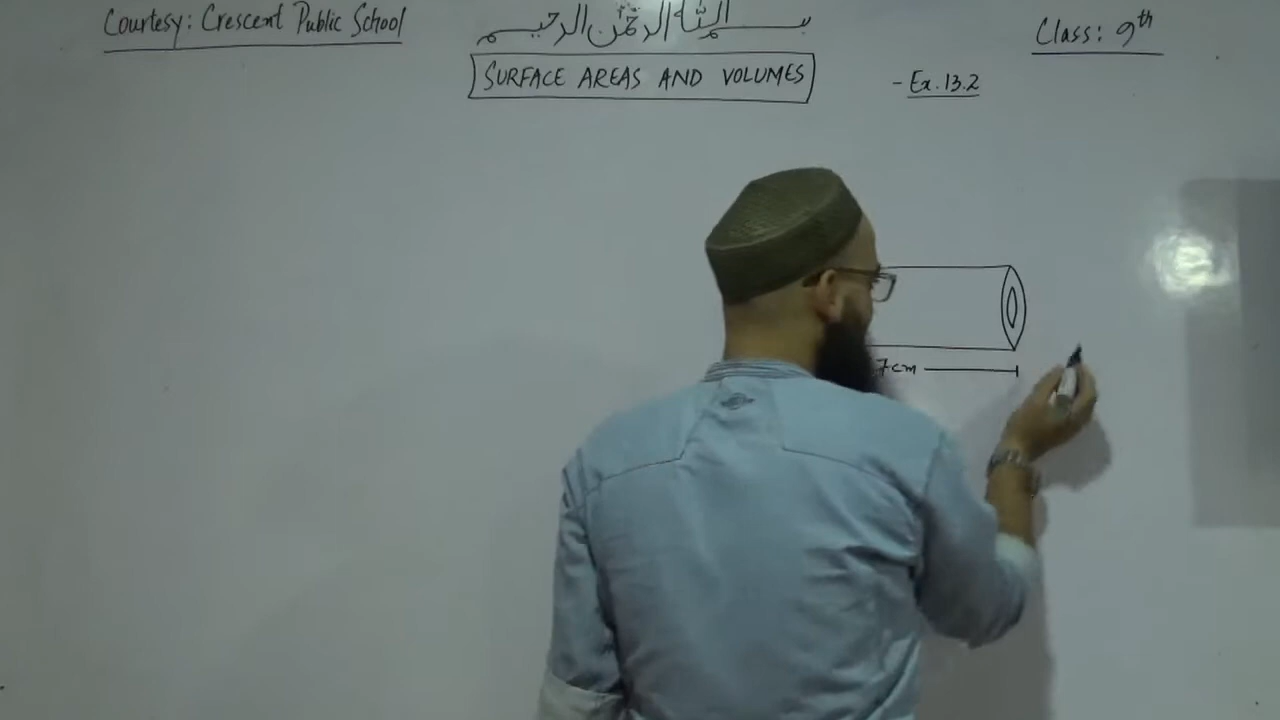 Courtesy: Crescent Public School
بسم الله الرحمن الرحيم
Class: 9th
SURFACE AREAS AND VOLUMES
- Ex. 13.2
7cm